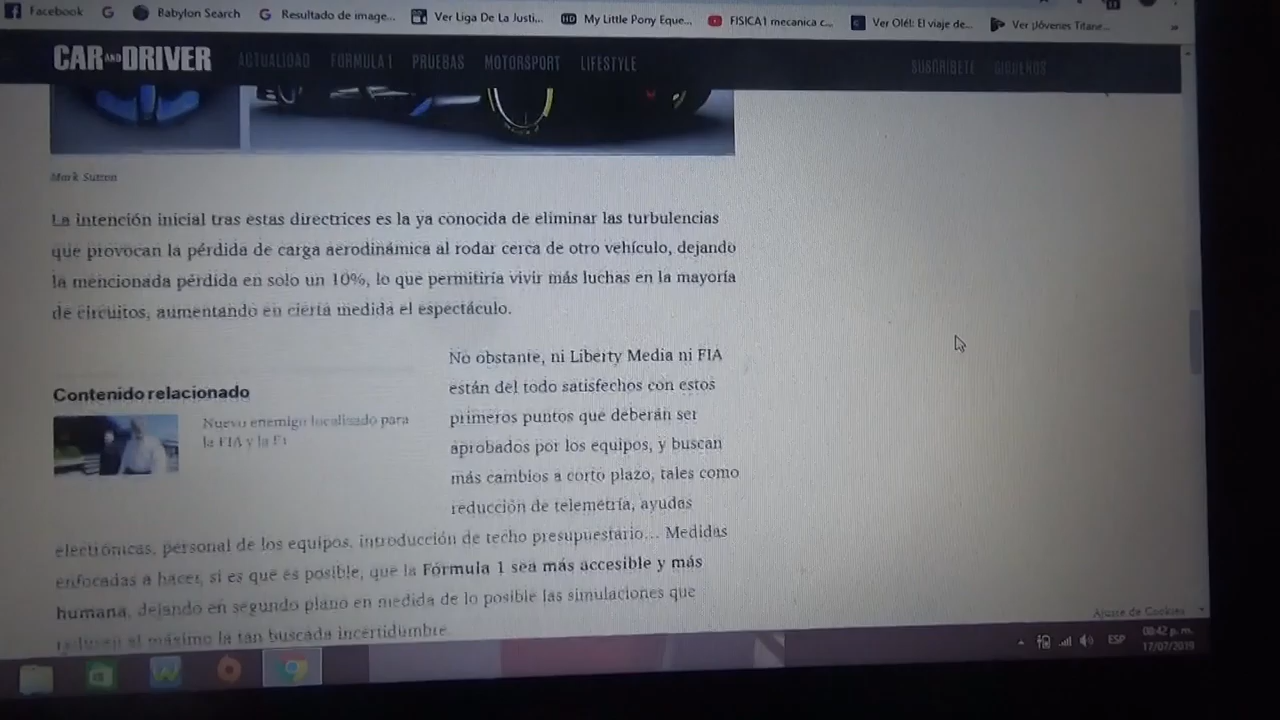 Facebook
Babylon Search
Resultado de image...
Ver Liga De La Justi...
My Little Pony Eque...
FISICA1 mecanica c...
Ver Olé!: El viaje de...
Ver ¡Jóvenes Titane...
»
CAR AND DRIVER ACTUALIDAD FÓRMULA 1 PRUEBAS MOTORSPORT LIFESTYLE SUSCRÍBETE SÍGUENOS
Mark Sutton
La intención inicial tras estas directrices es la ya conocida de eliminar las turbulencias
que provocan la pérdida de carga aerodinámica al rodar cerca de otro vehículo, dejando
la mencionada pérdida en solo un 10%, lo que permitiría vivir más luchas en la mayoría
de circuitos, aumentando en cierta medida el espectáculo.
Contenido relacionado
Nuevo enemigo localizado para
la FIA y la F1
No obstante, ni Liberty Media ni FIA
están del todo satisfechos con estos
primeros puntos que deberán ser
aprobados por los equipos, y buscan
más cambios a corto plazo, tales como
reducción de telemetría, ayudas
electrónicas, personal de los equipos, introducción de techo presupuestario... Medidas
enfocadas a hacer, si es que es posible, que la Fórmula 1 sea más accesible y más
humana, dejando en segundo plano en medida de lo posible las simulaciones que
reducen al máximo la tan buscada incertidumbre
Ajuste de Cookies
ESP
08:42 p. m.
17/07/2019